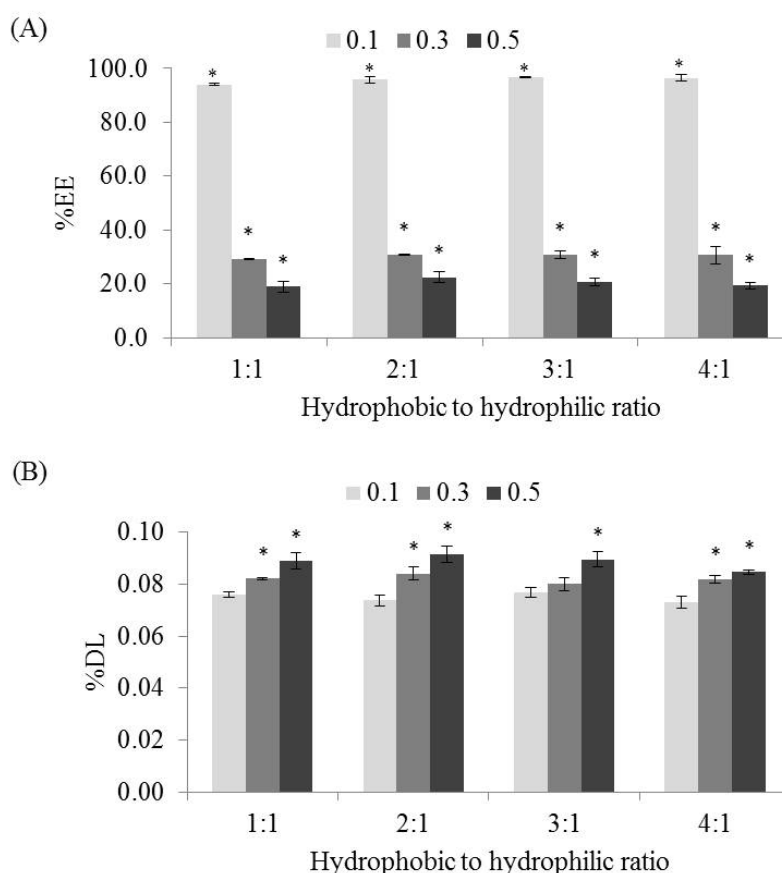 (A)
0.1 0.3 0.5
* * * *
100.0
80.0
60.0
40.0
20.0
0.0
%EE
* * * * * * * *
1:1 2:1 3:1 4:1
Hydrophobic to hydrophilic ratio
(B)
0.1 0.3 0.5
* * * * * * *
0.10
0.08
0.06
0.04
0.02
0.00
%DL
1:1 2:1 3:1 4:1
Hydrophobic to hydrophilic ratio